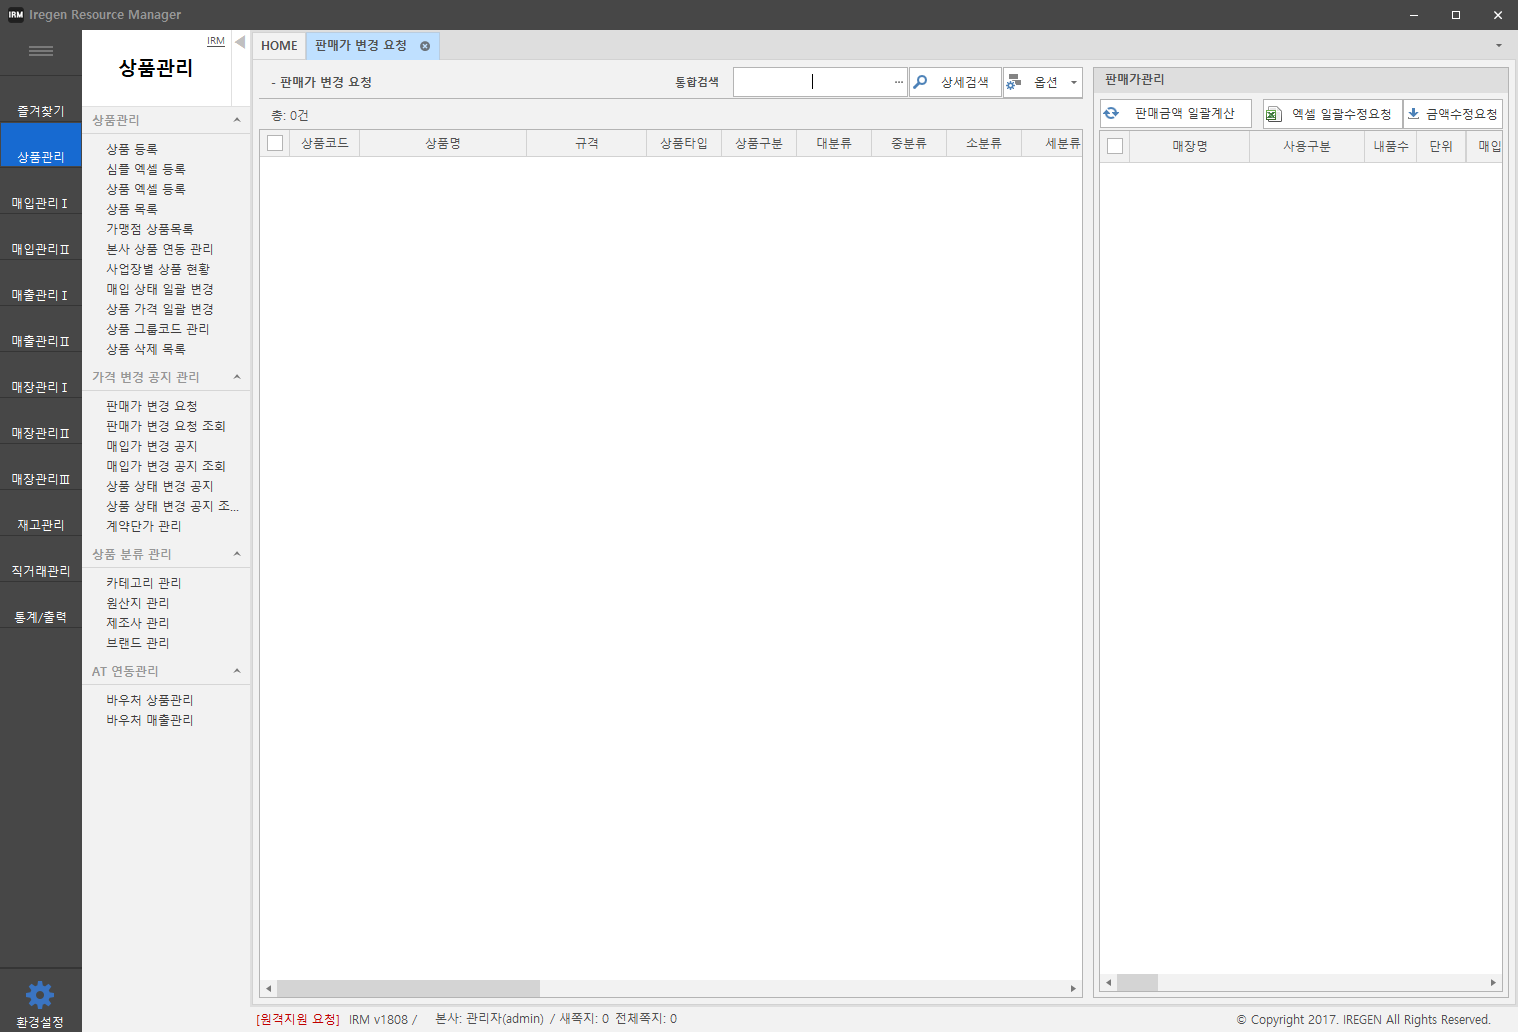 IRM Iregen Resource Manager
즐겨찾기
상품관리
매입관리Ⅰ
매입관리Ⅱ
매출관리Ⅰ
매출관리Ⅱ
매장관리Ⅰ
매장관리Ⅱ
매장관리Ⅲ
재고관리
직거래관리
통계/출력
환경설정
IRM
상품관리
상품관리
상품 등록
심플 엑셀 등록
상품 엑셀 등록
상품 목록
가맹점 상품목록
본사 상품 연동 관리
사업장별 상품 현황
매입 상태 일괄 변경
상품 가격 일괄 변경
상품 그룹코드 관리
상품 삭제 목록
가격 변경 공지 관리
판매가 변경 요청
판매가 변경 요청 조회
매입가 변경 공지
매입가 변경 공지 조회
상품 상태 변경 공지
상품 상태 변경 공지 조...
계약단가 관리
상품 분류 관리
카테고리 관리
원산지 관리
제조사 관리
브랜드 관리
AT 연동관리
바우처 상품관리
바우처 매출관리
HOME 판매가 변경 요청
- 판매가 변경 요청 통합검색 ... 상세검색 옵션
총: 0건
상품코드 상품명 규격 상품타입 상품구분 대분류 중분류 소분류 세분류
판매가관리
판매금액 일괄계산 엑셀 일괄수정요청 금액수정요청
매장명 사용구분 내품수 단위 매입
[원격지원 요청] IRM v1808 / 본사: 관리자(admin) / 새쪽지: 0 전체쪽지: 0
© Copyright 2017. IREGEN All Rights Reserved.